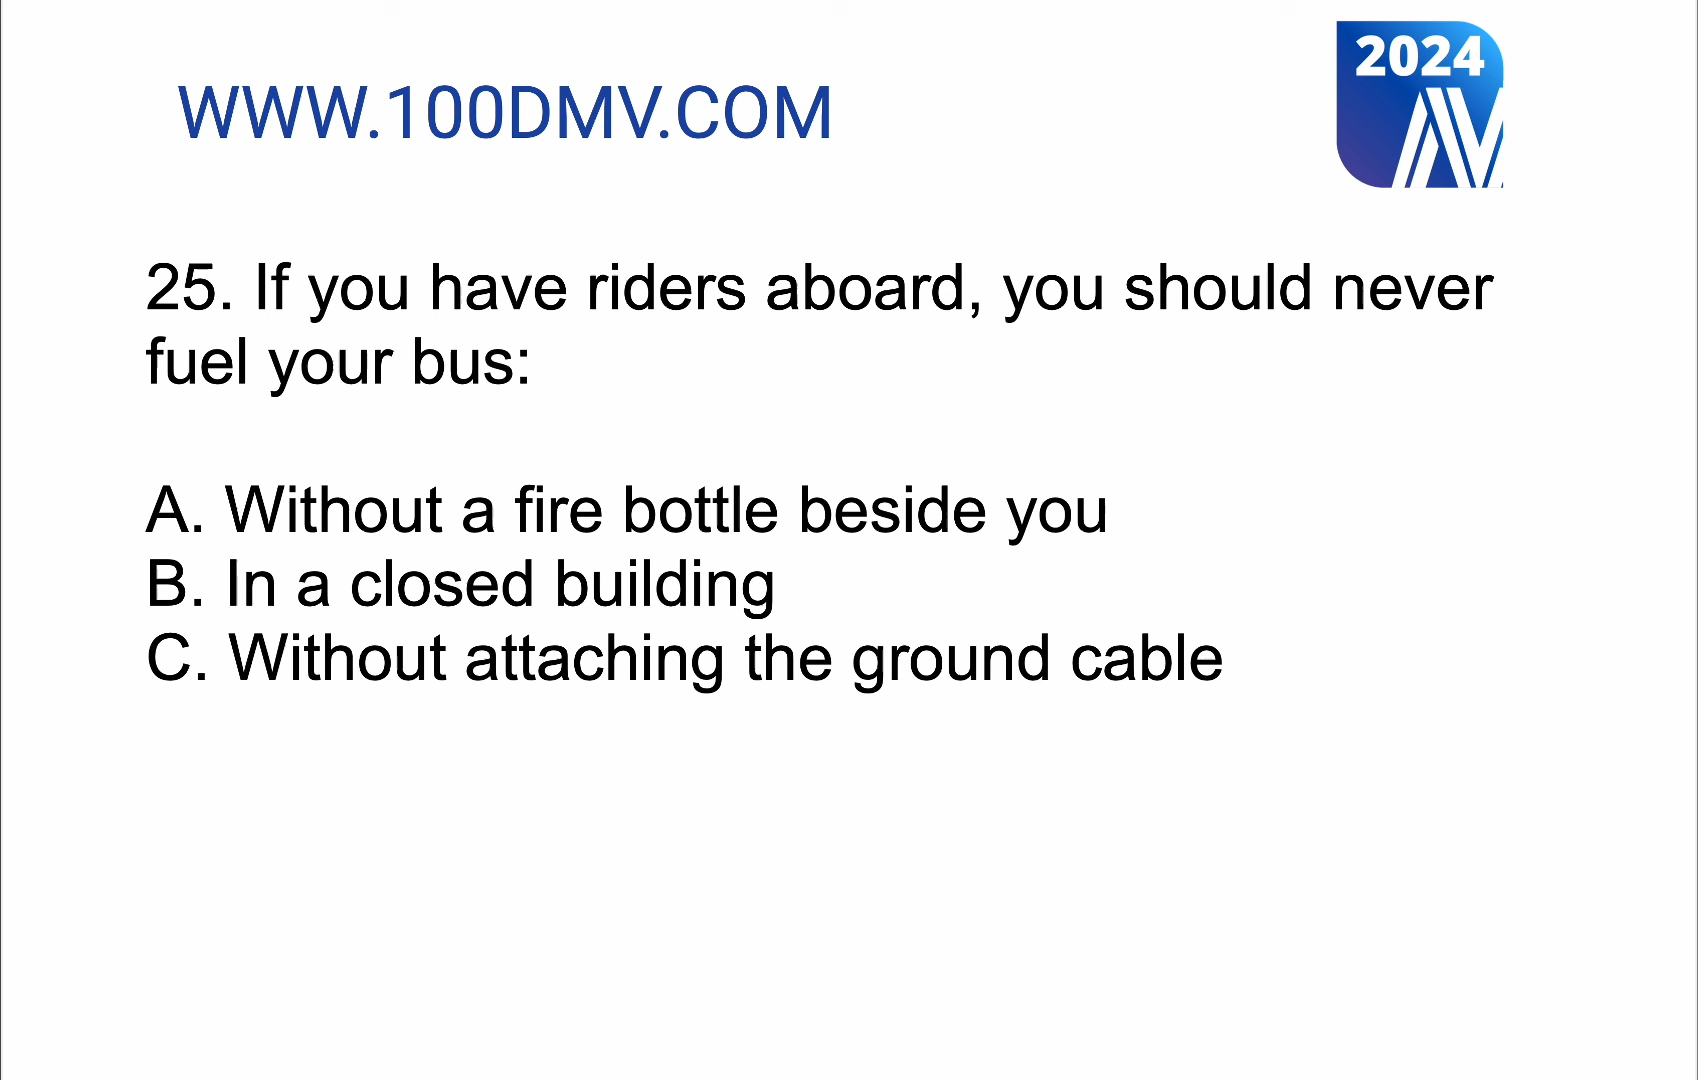 WWW.100DMV.COM
2024
25. If you have riders aboard, you should never
fuel your bus:
A. Without a fire bottle beside you
B. In a closed building
C. Without attaching the ground cable